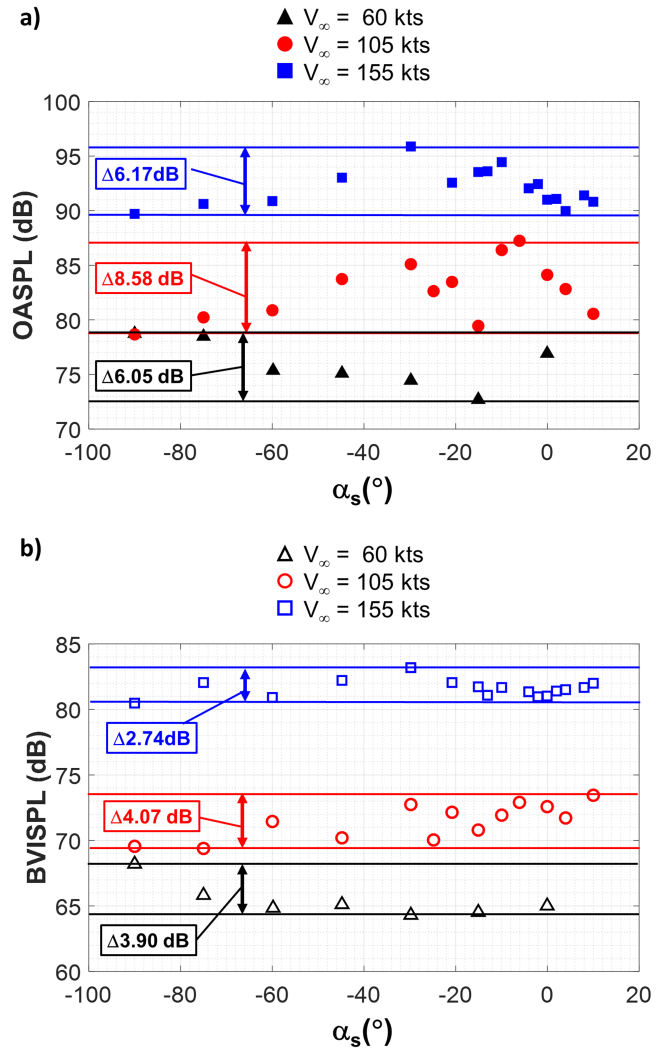 a)
V∞ = 60 kts
V∞ = 105 kts
V∞ = 155 kts
100
95
90
85
80
75
70
OASPL (dB)
Δ6.17dB
Δ8.58 dB
Δ6.05 dB
-100 -80 -60 -40 -20 0 20
αs(°)
b)
V∞ = 60 kts
V∞ = 105 kts
V∞ = 155 kts
85
80
75
70
65
60
BVISPL (dB)
Δ2.74dB
Δ4.07 dB
Δ3.90 dB
-100 -80 -60 -40 -20 0 20
αs(°)